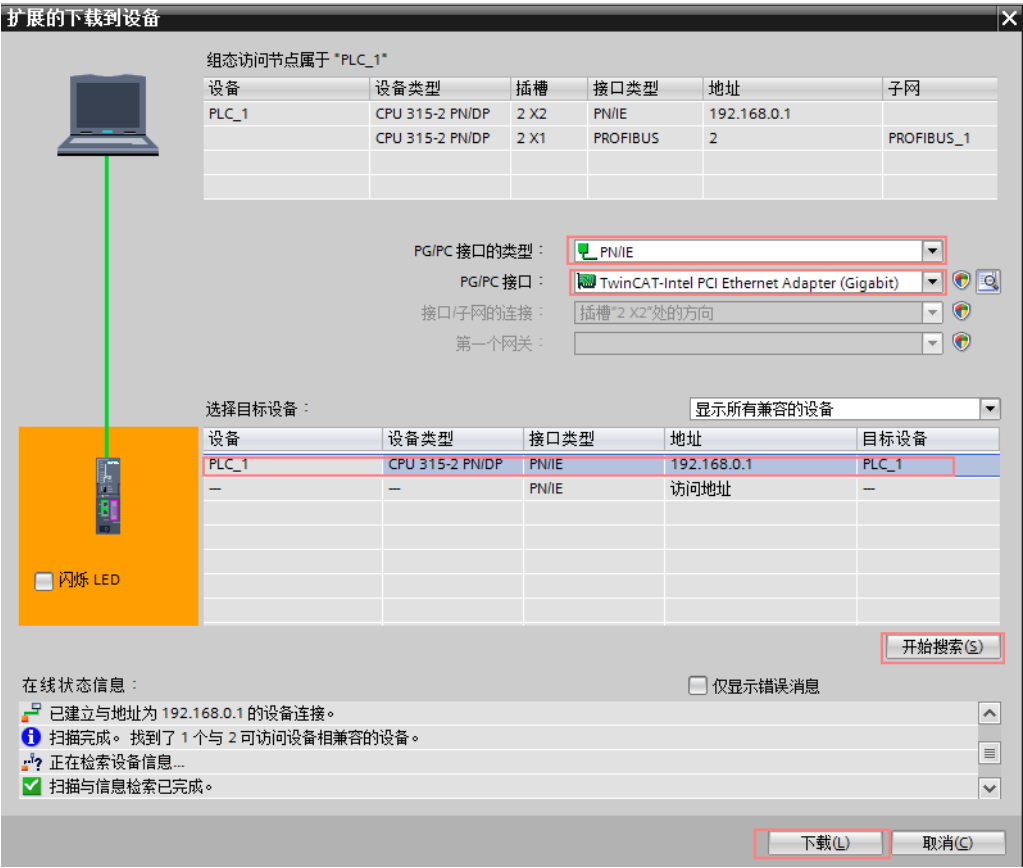 扩展的下载到设备
组态访问节点属于 "PLC_1"
设备 设备类型 插槽 接口类型 地址 子网
PLC_1 CPU 315-2 PN/DP 2 X2 PN/IE 192.168.0.1
CPU 315-2 PN/DP 2 X1 PROFIBUS 2 PROFIBUS_1
PG/PC 接口的类型： PN/IE
PG/PC 接口： TwinCAT-Intel PCI Ethernet Adapter (Gigabit)
接口/子网的连接： 插槽"2 X2"处的方向
第一个网关：
选择目标设备： 显示所有兼容的设备
设备 设备类型 接口类型 地址 目标设备
PLC_1 CPU 315-2 PN/DP PN/IE 192.168.0.1 PLC_1
— — PN/IE 访问地址 —
闪烁 LED
开始搜索(S)
在线状态信息： 仅显示错误消息
已建立与地址为 192.168.0.1 的设备连接。
扫描完成。 找到了 1 个与 2 可访问设备相兼容的设备。
正在检索设备信息...
扫描与信息检索已完成。
下载(L) 取消(C)